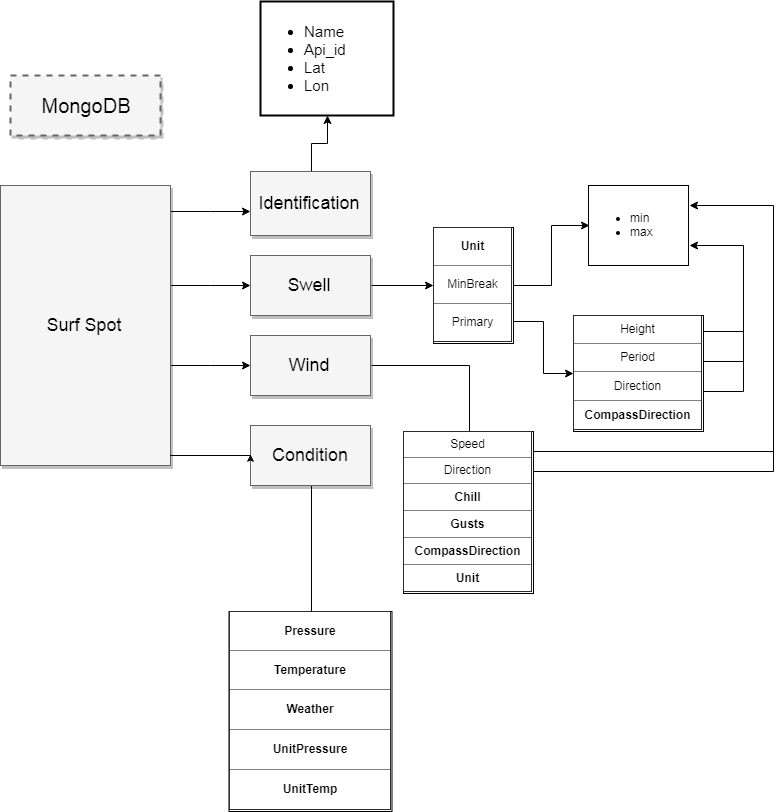 Name
Api_id
Lat
Lon
MongoDB
Surf Spot
Identification
Swell
Wind
Condition
Unit
MinBreak
Primary
min
max
Height
Period
Direction
CompassDirection
Speed
Direction
Chill
Gusts
CompassDirection
Unit
Pressure
Temperature
Weather
UnitPressure
UnitTemp